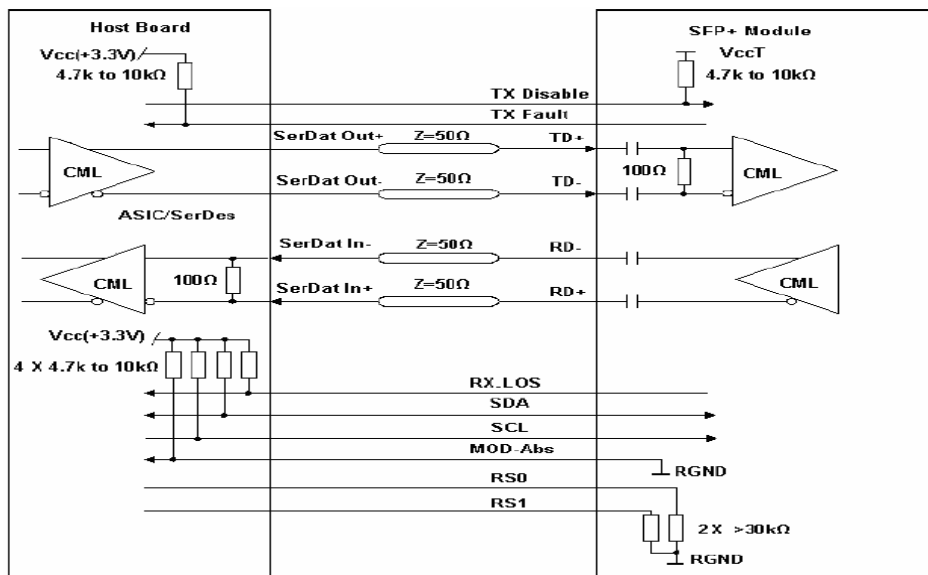 Host Board
SFP+ Module
Vcc(+3.3V)
4.7k to 10kΩ
VccT
4.7k to 10kΩ
TX Disable
TX Fault
SerDat Out+
Z=50Ω
TD+
CML
100Ω
CML
SerDat Out-
Z=50Ω
TD-
ASIC/SerDes
SerDat In-
Z=50Ω
RD-
CML
100Ω
CML
SerDat In+
Z=50Ω
RD+
Vcc(+3.3V)
4 X 4.7k to 10kΩ
RX_LOS
SDA
SCL
MOD-Abs
RGND
RS0
RS1
2X >30kΩ
RGND